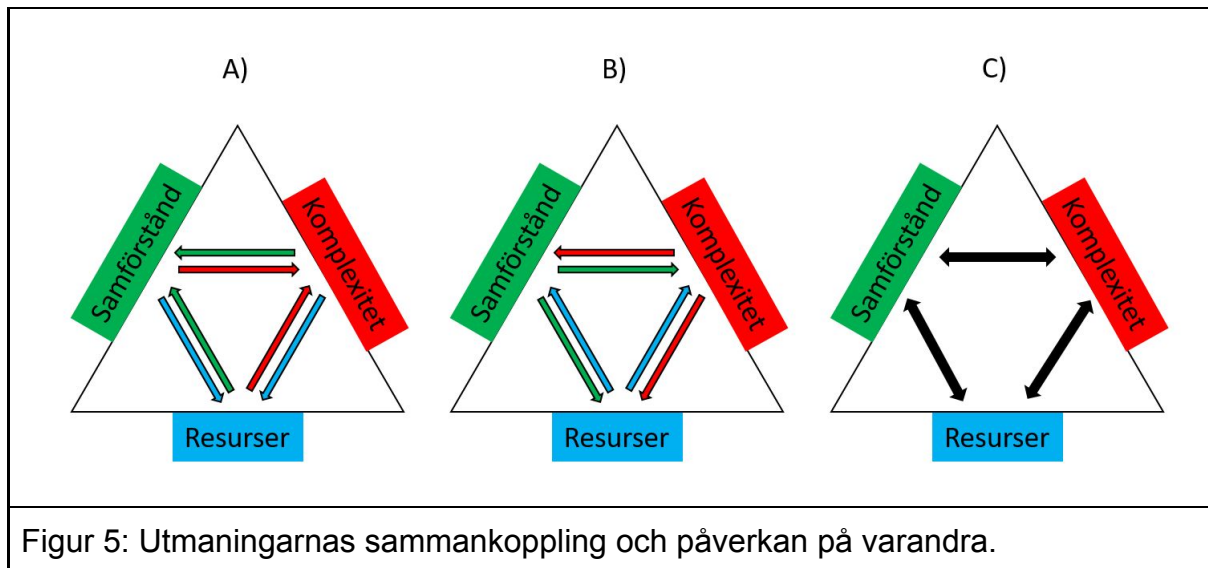 A)
B)
C)
Samförstånd
Komplexitet
Resurser
Samförstånd
Komplexitet
Resurser
Samförstånd
Komplexitet
Resurser
Figur 5: Utmaningarnas sammankoppling och påverkan på varandra.